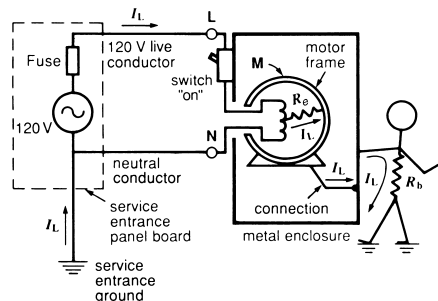 I_L
L
120 V live
conductor
Fuse
120 V
switch
"on"
M
motor
frame
R_e
I_L
N
neutral
conductor
I_L
connection
I_L
R_b
I_L
service
entrance
panel board
metal enclosure
service
entrance
ground